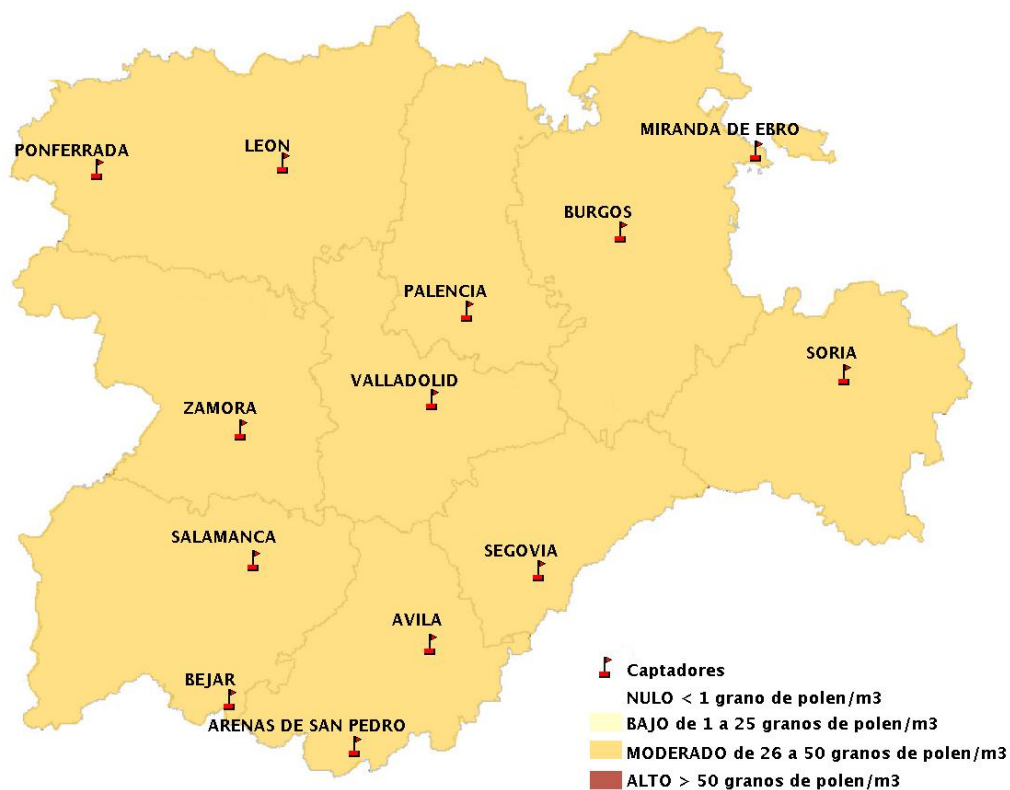 MIRANDA DE EBRO
PONFERRADA
LEON
BURGOS
PALENCIA
SORIA
VALLADOLID
ZAMORA
SALAMANCA
SEGOVIA
AVILA
BEJAR
ARENAS DE SAN PEDRO
Captadores
NULO < 1 grano de polen/m3
BAJO de 1 a 25 granos de polen/m3
MODERADO de 26 a 50 granos de polen/m3
ALTO > 50 granos de polen/m3